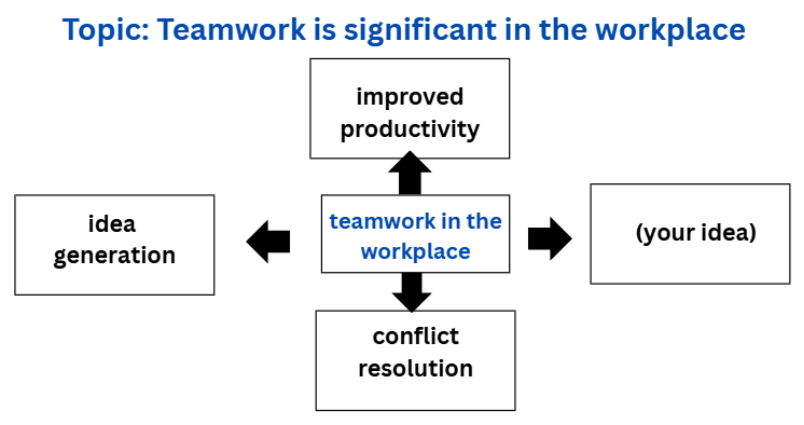 Topic: Teamwork is significant in the workplace
improved
productivity
idea
generation
teamwork in the
workplace
(your idea)
conflict
resolution